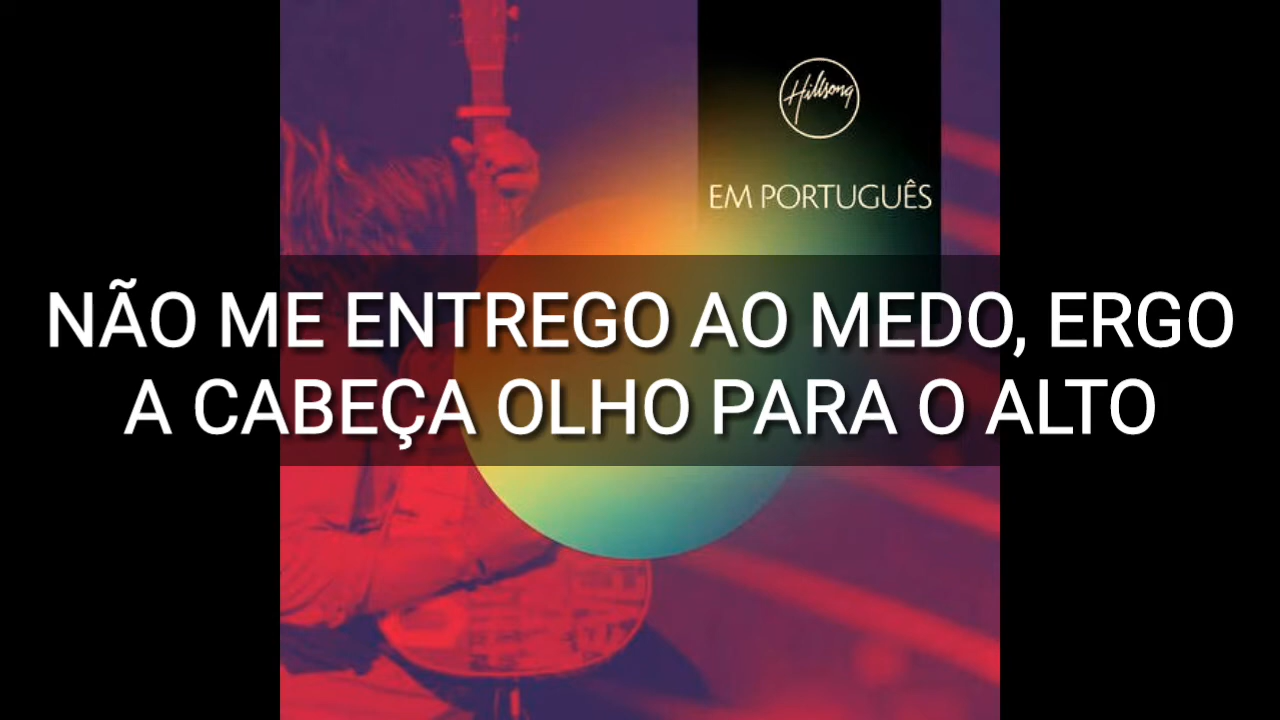 Hillsong
EM PORTUGUÊS
NÃO ME ENTREGO AO MEDO, ERGO
A CABEÇA OLHO PARA O ALTO